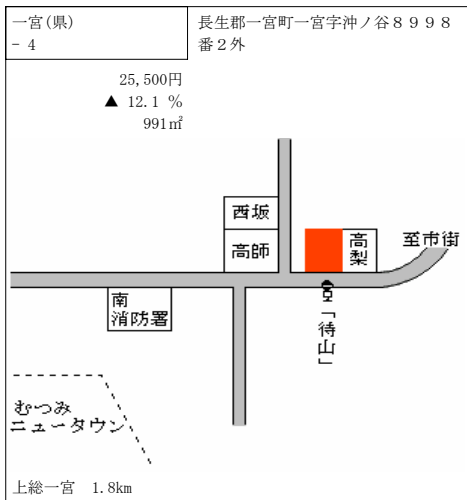 一宮(県)
- 4
長生郡一宮町一宮字沖ノ谷８９９８
番２外
25,500円
▲ 12.1 %
991㎡
西坂
高師
高梨
至市街
南
消防署
「待山」
むつみ
ニュータウン
上総一宮 1.8km